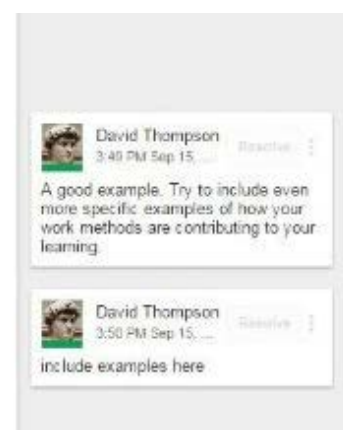 David Thompson
3:49 PM Sep 15, ...
Resolve
A good example. Try to include even
more specific examples of how your
work methods are contributing to your
learning.
David Thompson
3:50 PM Sep 15, ...
Resolve
include examples here